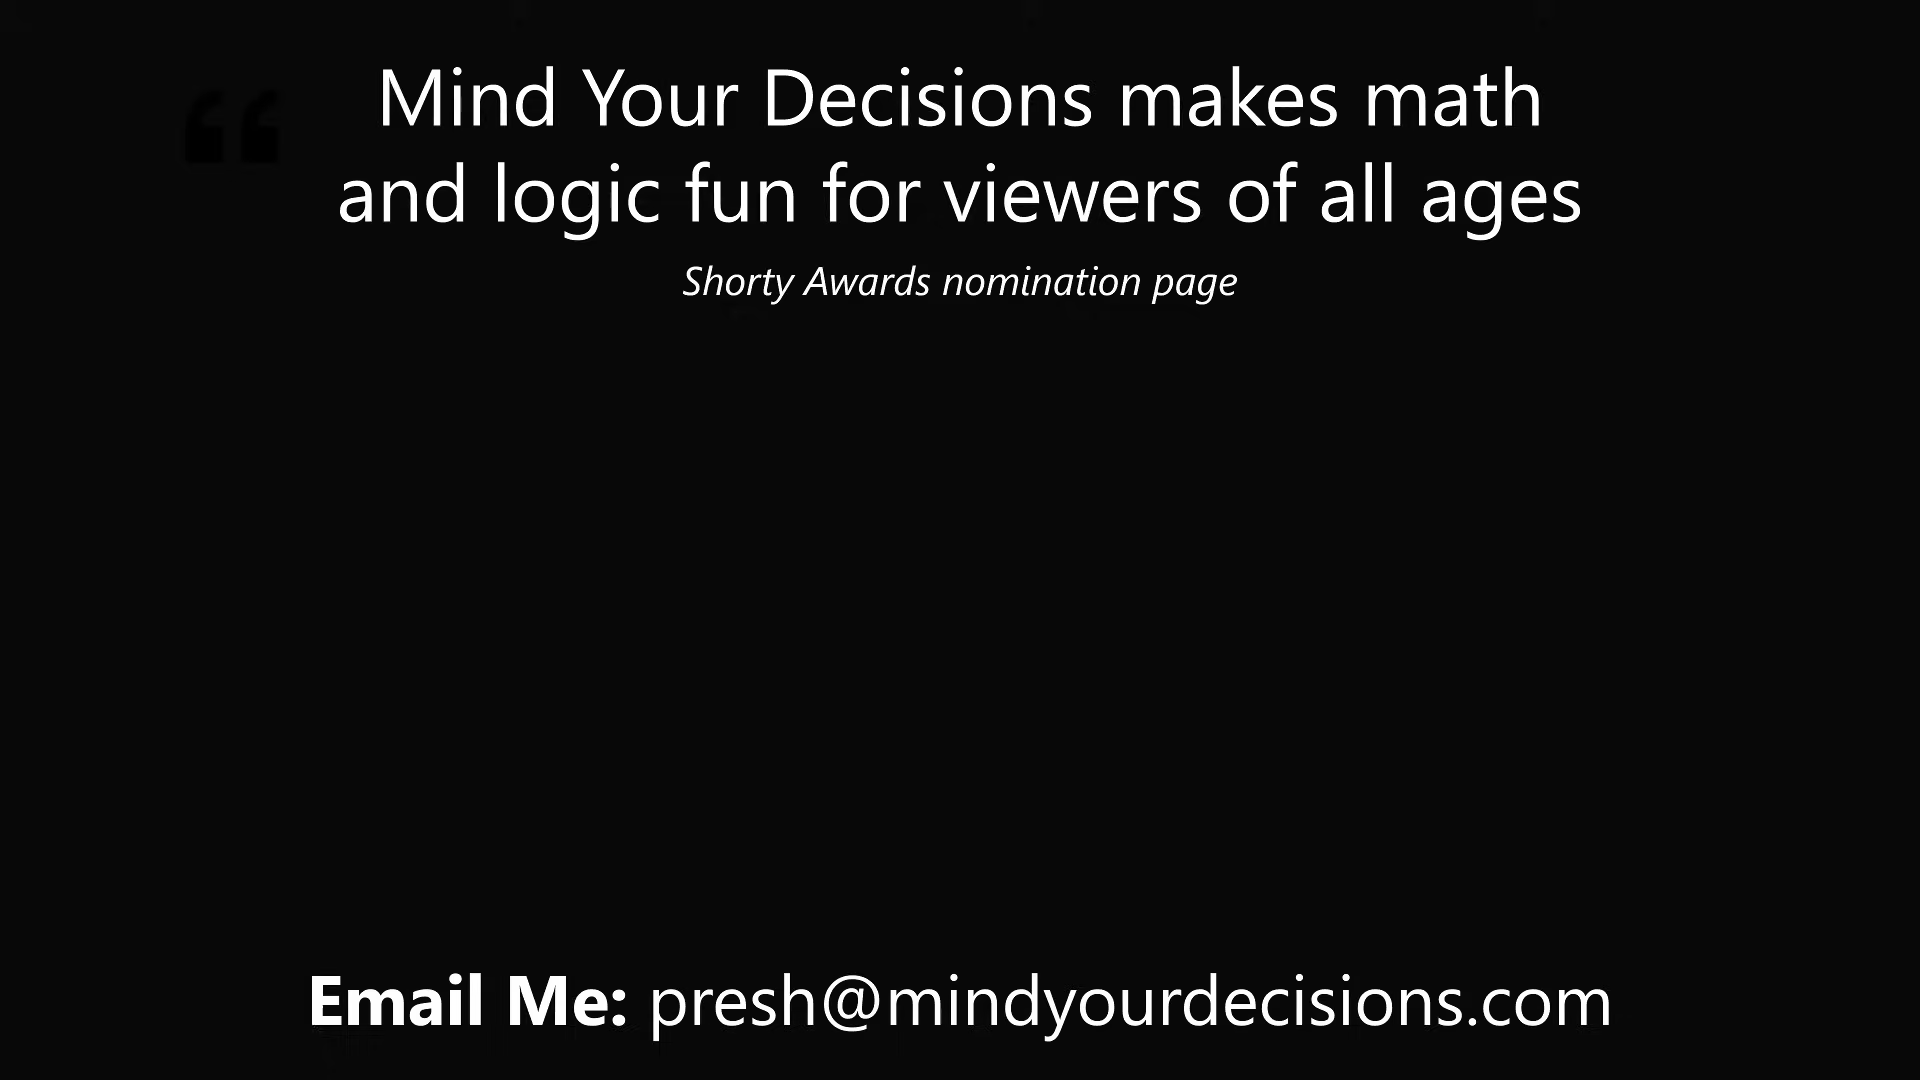 “
Mind Your Decisions makes math
and logic fun for viewers of all ages
Shorty Awards nomination page
Email Me: presh@mindyourdecisions.com